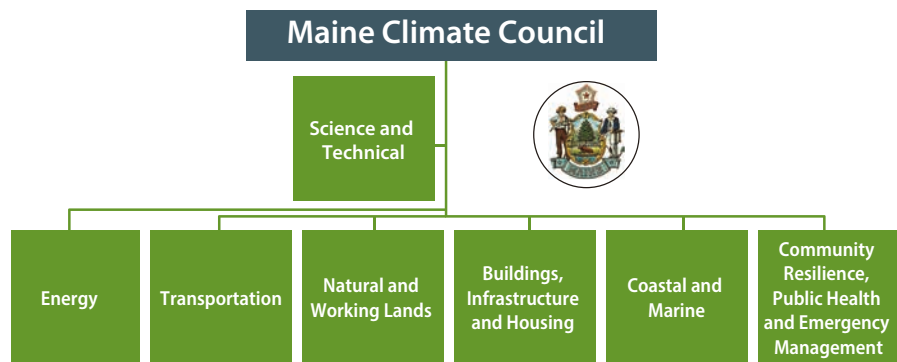 Maine Climate Council
Science and
Technical
MAINE
Energy
Transportation
Natural and
Working Lands
Buildings,
Infrastructure
and Housing
Coastal and
Marine
Community
Resilience,
Public Health
and Emergency
Management